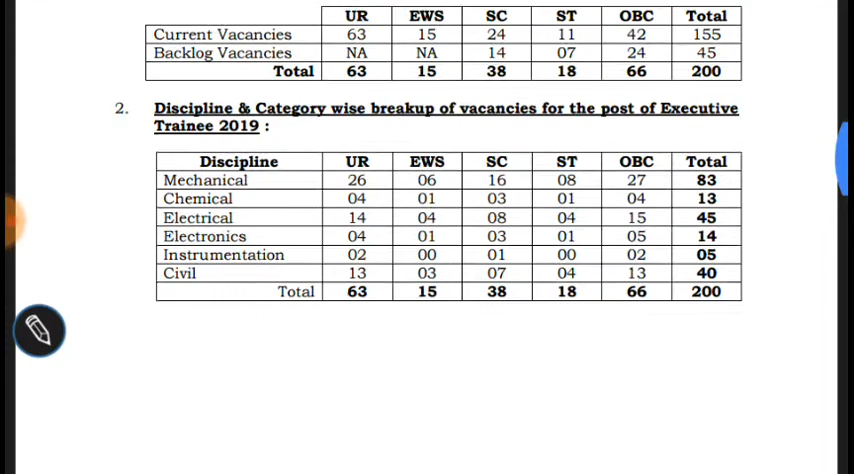 UR EWS SC ST OBC Total
Current Vacancies 63 15 24 11 42 155
Backlog Vacancies NA NA 14 07 24 45
Total 63 15 38 18 66 200
2. Discipline & Category wise breakup of vacancies for the post of Executive
Trainee 2019 :
Discipline UR EWS SC ST OBC Total
Mechanical 26 06 16 08 27 83
Chemical 04 01 03 01 04 13
Electrical 14 04 08 04 15 45
Electronics 04 01 03 01 05 14
Instrumentation 02 00 01 00 02 05
Civil 13 03 07 04 13 40
Total 63 15 38 18 66 200